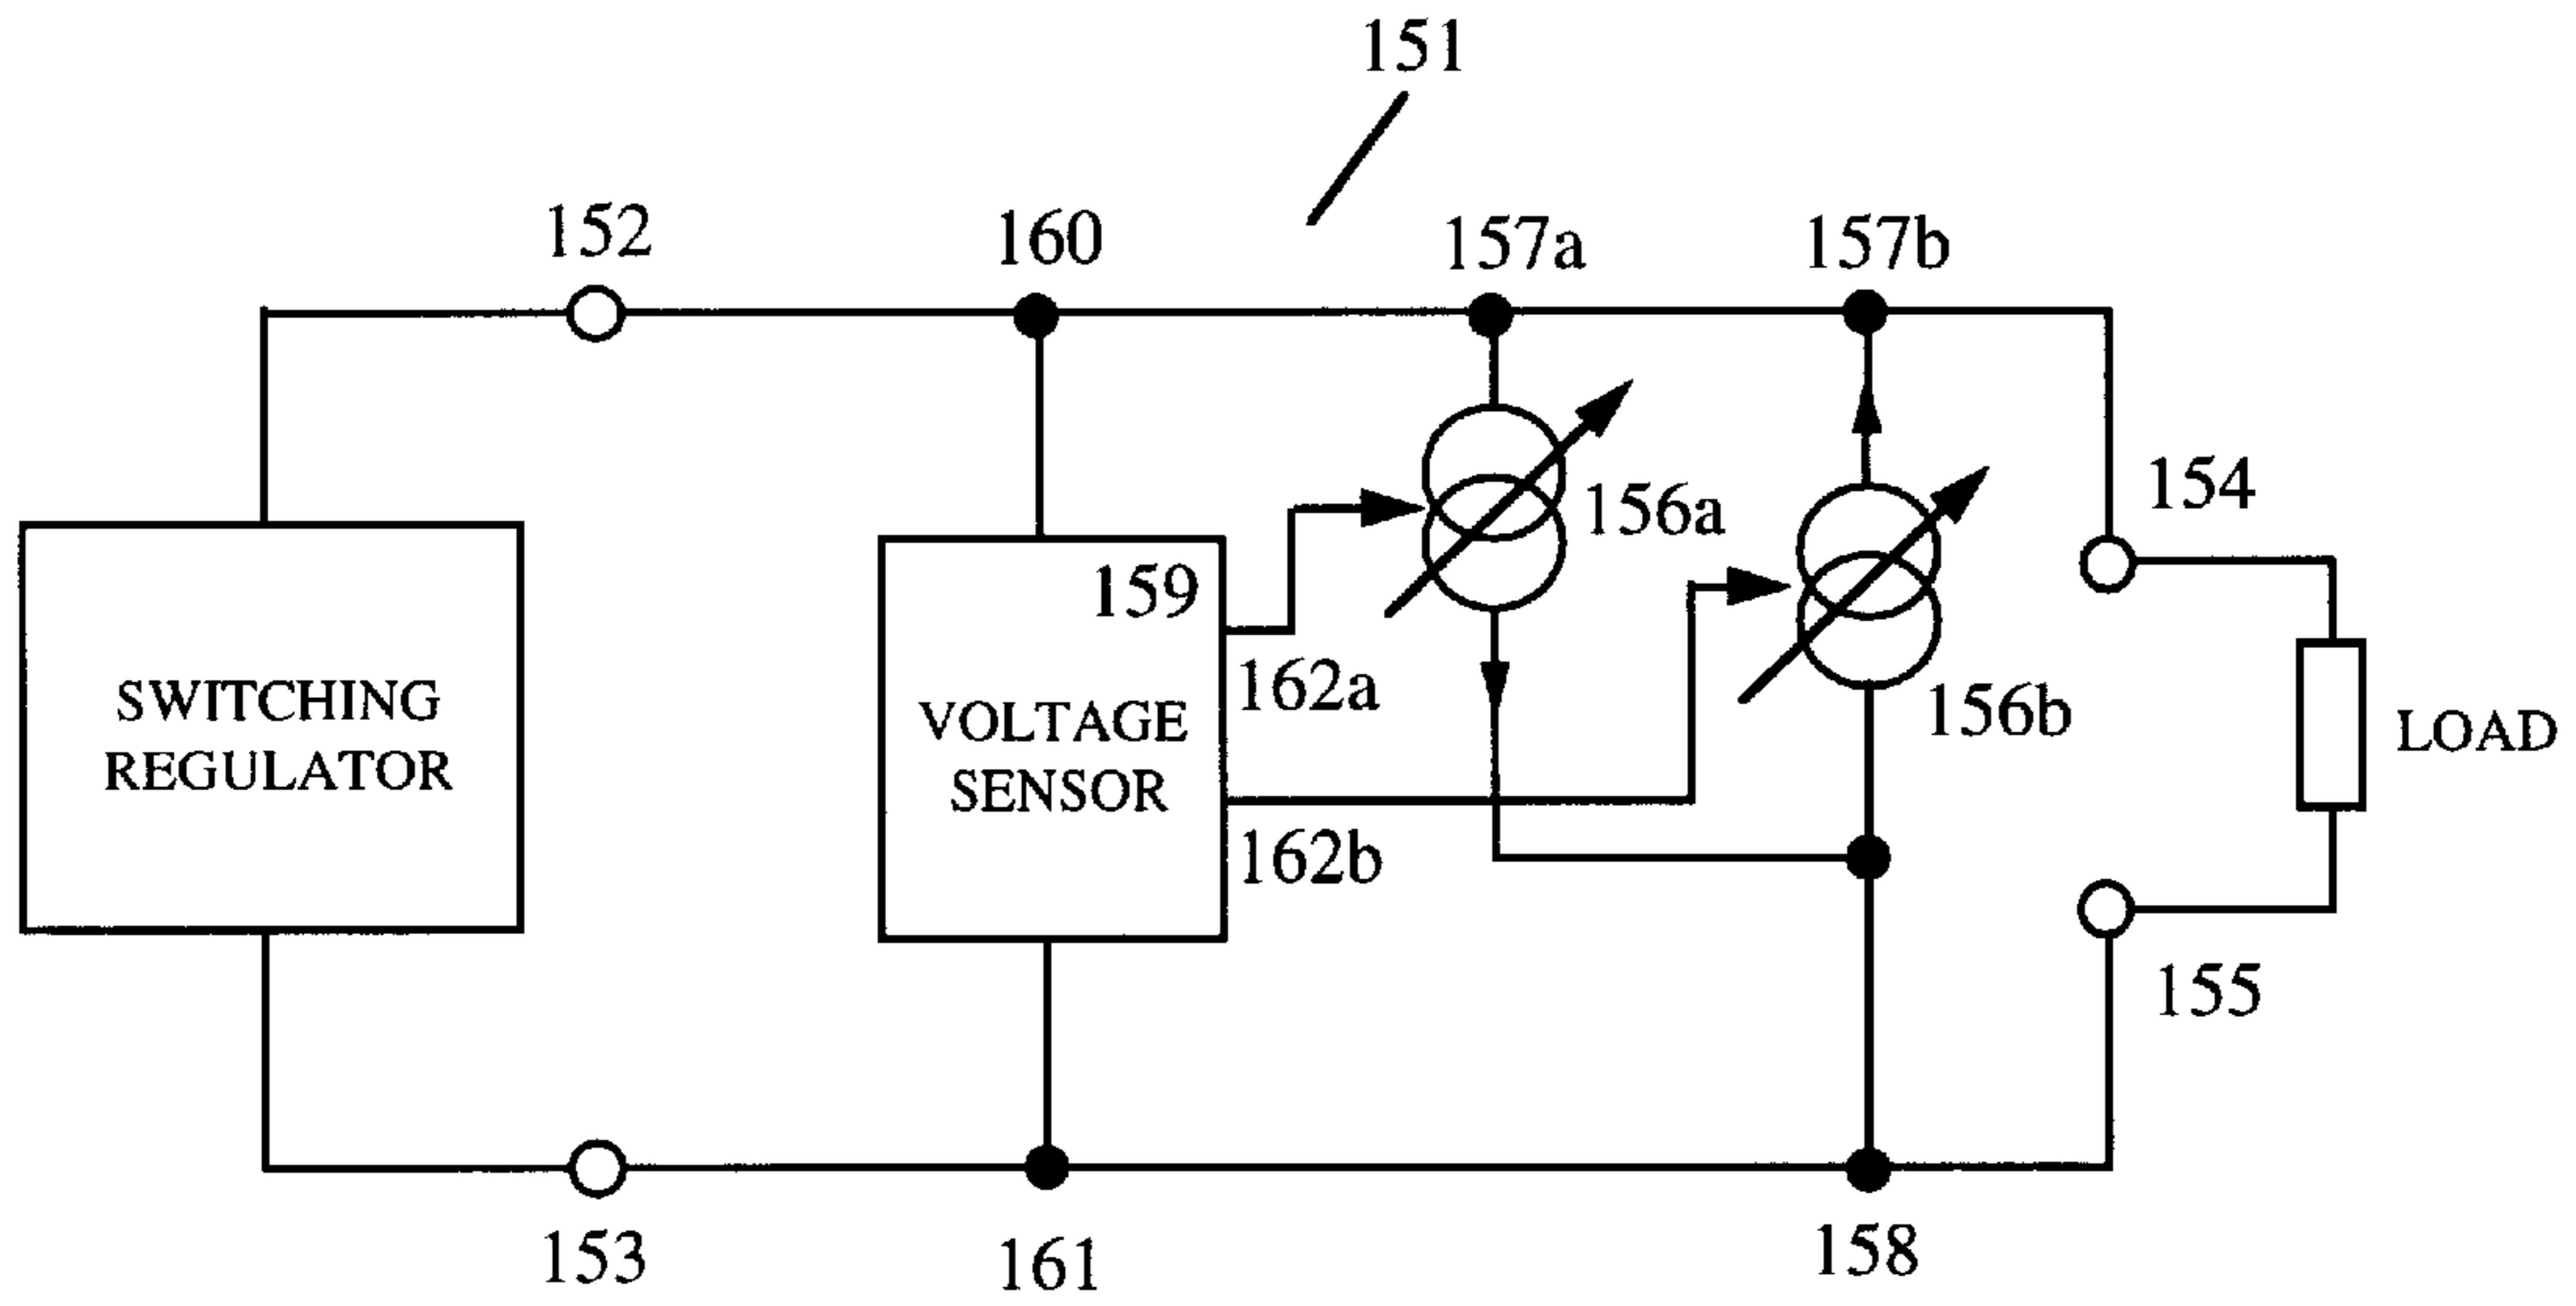 151
152
160
157a
157b
154
156a
159
162a
156b
SWITCHING
REGULATOR
VOLTAGE
SENSOR
LOAD
162b
155
153
161
158